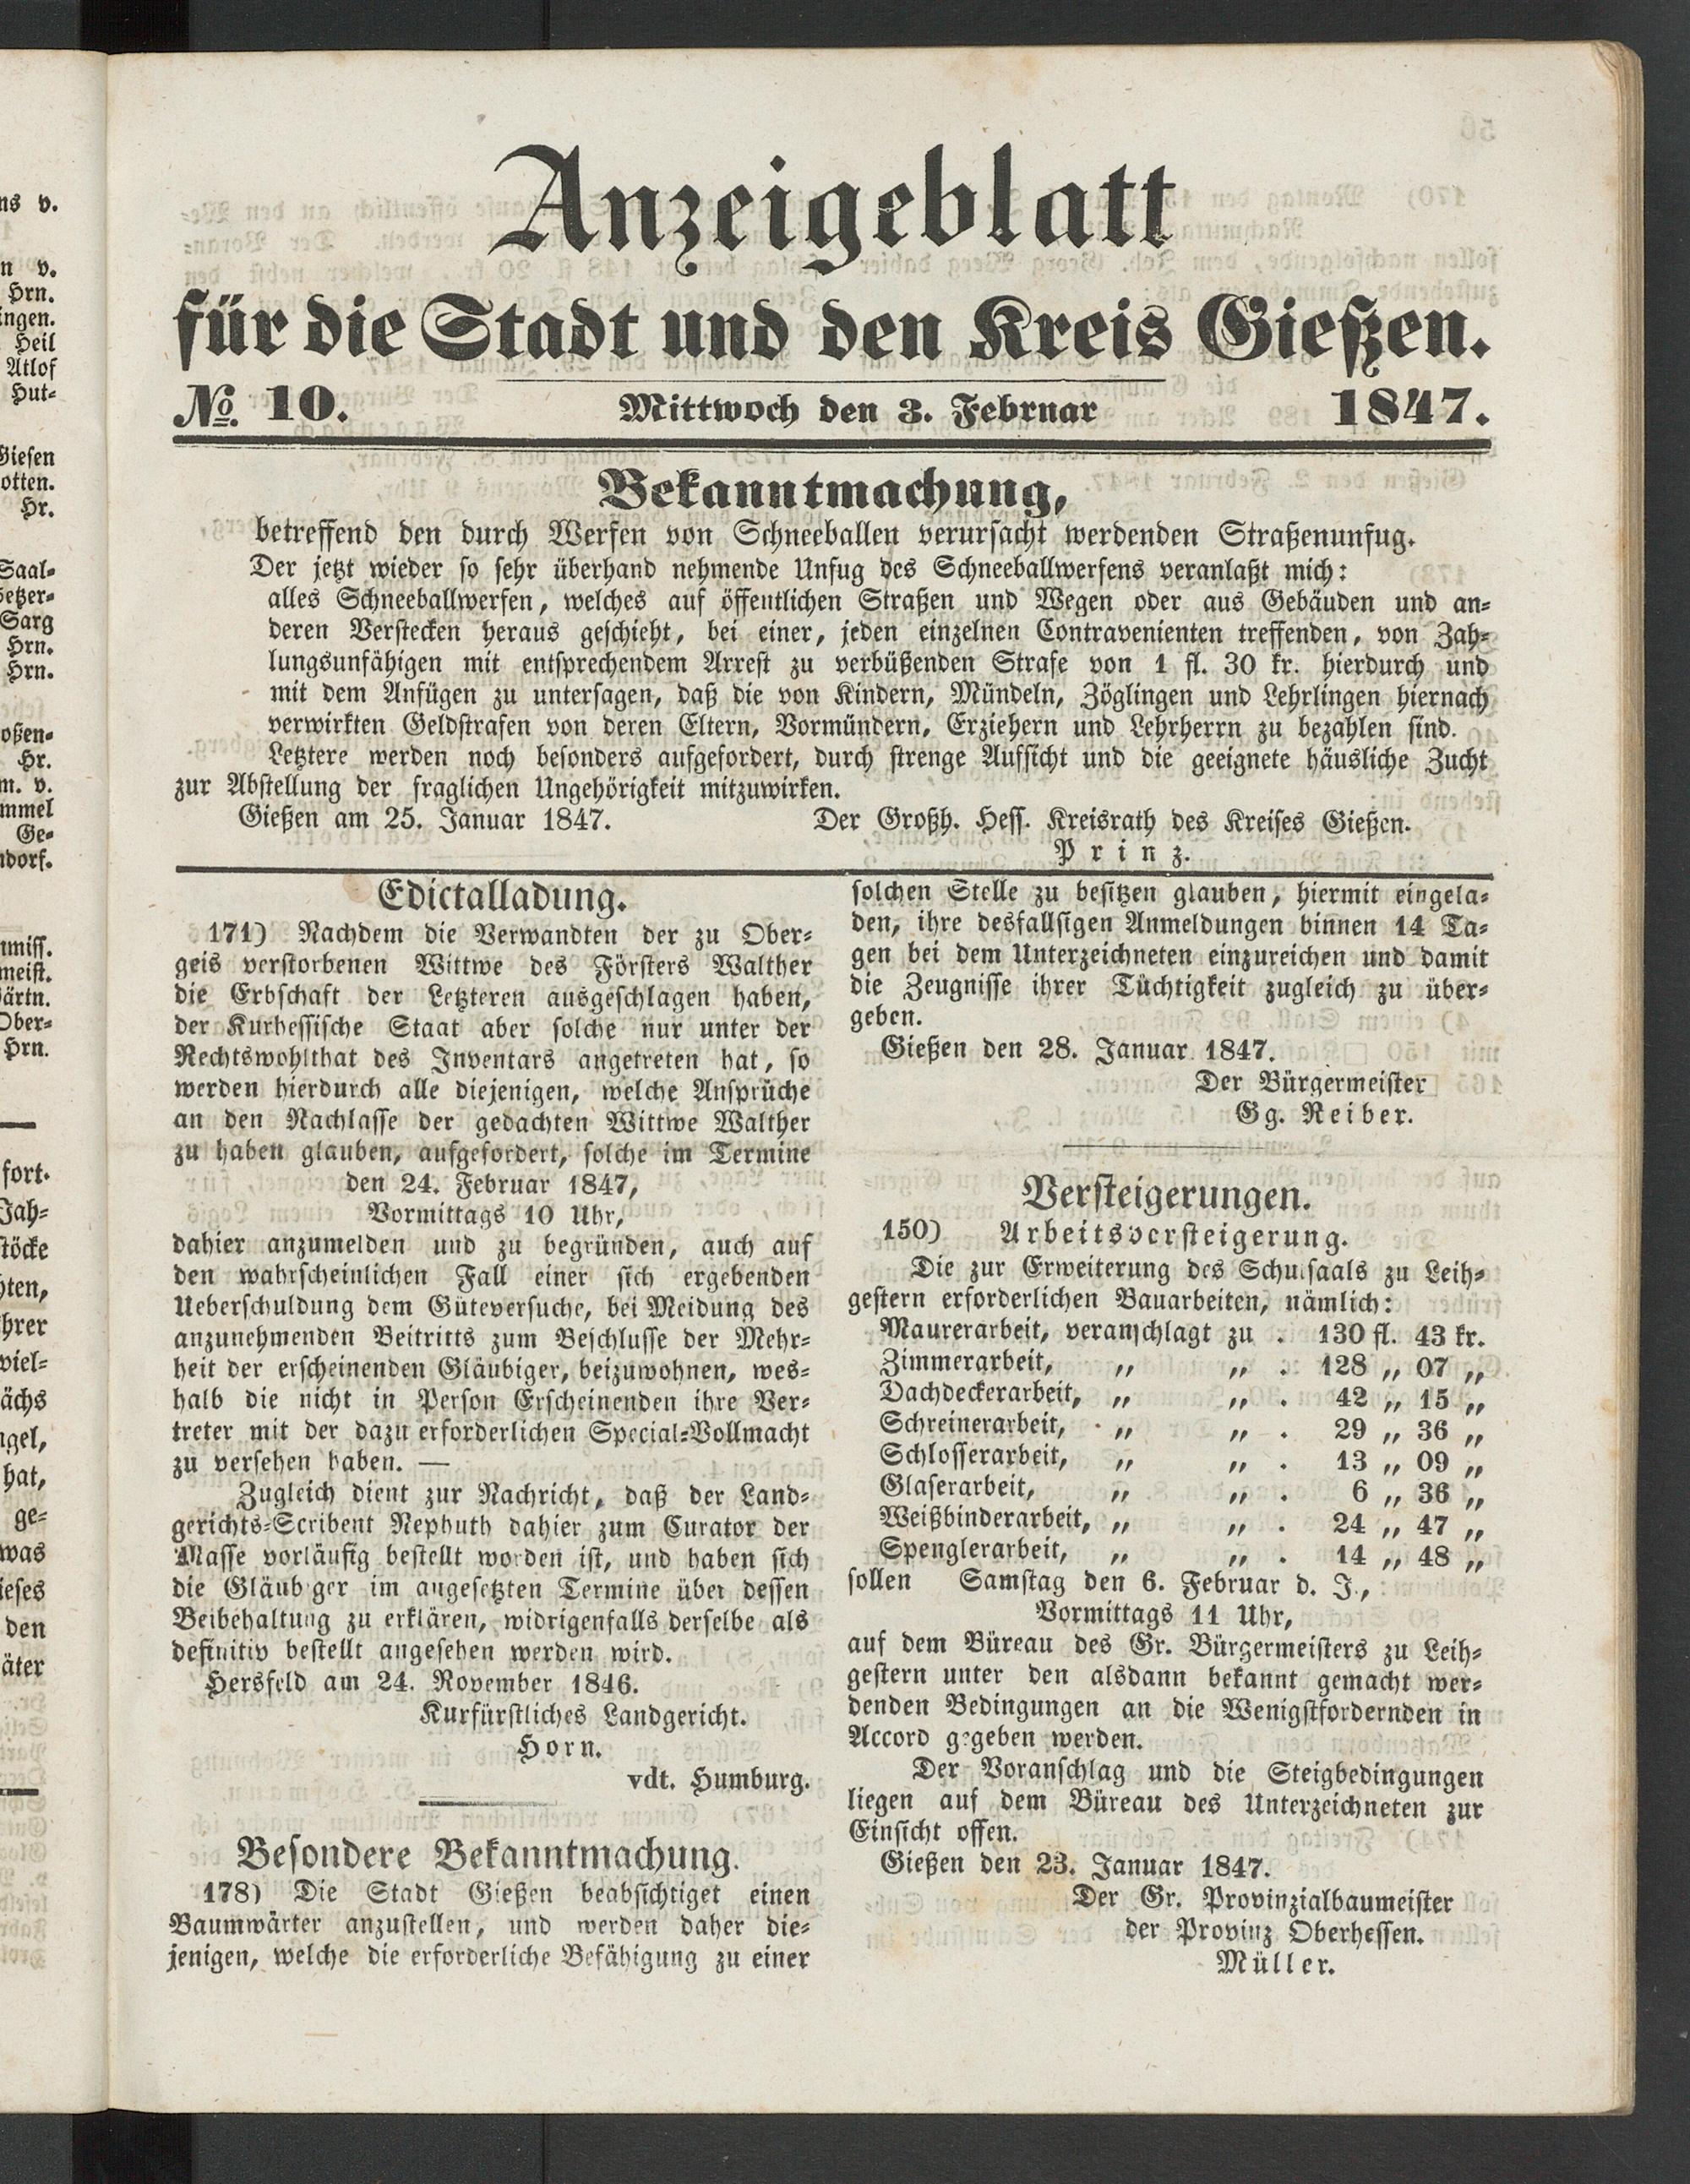 Anzeigeblatt
für die Stadt und den Kreis Gießen.
No. 10. Mittwoch den 3. Februar 1847.
Bekanntmachung,
betreffend den durch Werfen von Schneeballen verursacht werdenden Straßenunfug.
Der jetzt wieder so sehr überhand nehmende Unfug des Schneeballwerfens veranlaßt mich:
alles Schneeballwerfen, welches auf öffentlichen Straßen und Wegen oder aus Gebäuden und an-
deren Verstecken heraus geschieht, bei einer, jeden einzelnen Contravenienten treffenden, von Zah-
lungsunfähigen mit entsprechendem Arrest zu verbüßenden Strafe von 1 fl. 30 kr. hierdurch und
mit dem Anfügen zu untersagen, daß die von Kindern, Mündeln, Zöglingen und Lehrlingen hiernach
verwirkten Geldstrafen von deren Eltern, Vormündern, Erziehern und Lehrherrn zu bezahlen sind.
Letztere werden noch besonders aufgefordert, durch strenge Aufsicht und die geeignete häusliche Zucht
zur Abstellung der fraglichen Ungehörigkeit mitzuwirken.
Gießen am 25. Januar 1847. Der Großh. Hess. Kreisrath des Kreises Gießen.
Prinz.
Edictalladung.
171) Nachdem die Verwandten der zu Ober-
geis verstorbenen Wittwe des Försters Walther
die Erbschaft der Letzteren ausgeschlagen haben,
der Kurhessische Staat aber solche nur unter der
Rechtswohlthat des Inventars angetreten hat, so
werden hierdurch alle diejenigen, welche Ansprüche
an den Nachlasse der gedachten Wittwe Walther
zu haben glauben, aufgefordert, solche im Termine
den 24. Februar 1847,
Vormittags 10 Uhr,
dahier anzumelden und zu begründen, auch auf
den wahrscheinlichen Fall einer sich ergebenden
Ueberschuldung dem Güteversuche, bei Meidung des
anzunehmenden Beitritts zum Beschlusse der Mehr-
heit der erscheinenden Gläubiger, beizuwohnen, wes-
halb die nicht in Person Erscheinenden ihre Ver-
treter mit der dazu erforderlichen Special-Vollmacht
zu versehen haben. —
Zugleich dient zur Nachricht, daß der Land-
gerichts-Scribent Nephuth dahier zum Curator der
Masse vorläufig bestellt worden ist, und haben sich
die Gläubiger im angesetzten Termine über dessen
Beibehaltung zu erklären, widrigenfalls derselbe als
definitiv bestellt angesehen werden wird.
Hersfeld am 24. November 1846.
Kurfürstliches Landgericht.
Horn.
vdt. Humburg.
Besondere Bekanntmachung.
178) Die Stadt Gießen beabsichtiget einen
Baumwärter anzustellen, und werden daher die-
jenigen, welche die erforderliche Befähigung zu einer
solchen Stelle zu besitzen glauben, hiermit eingela-
den, ihre desfallsigen Anmeldungen binnen 14 Ta-
gen bei dem Unterzeichneten einzureichen und damit
die Zeugnisse ihrer Tüchtigkeit zugleich zu über-
geben.
Gießen den 28. Januar 1847.
Der Bürgermeister
Gg. Reiber.
Versteigerungen.
150) Arbeitsversteigerung.
Die zur Erweiterung des Schulsaals zu Leih-
gestern erforderlichen Bauarbeiten, nämlich:
Maurerarbeit, veranschlagt zu . 130 fl. 43 kr.
Zimmerarbeit, „ „ . 128 „ 07 „
Dachdeckerarbeit, „ „ . 42 „ 15 „
Schreinerarbeit, „ „ . 29 „ 36 „
Schlosserarbeit, „ „ . 13 „ 09 „
Glaserarbeit, „ „ . 6 „ 36 „
Weißbinderarbeit, „ „ . 24 „ 47 „
Spenglerarbeit, „ „ . 14 „ 48 „
sollen Samstag den 6. Februar d. J.,
Vormittags 11 Uhr,
auf dem Büreau des Gr. Bürgermeisters zu Leih-
gestern unter den alsdann bekannt gemacht wer-
denden Bedingungen an die Wenigstfordernden in
Accord gegeben werden.
Der Voranschlag und die Steigbedingungen
liegen auf dem Büreau des Unterzeichneten zur
Einsicht offen.
Gießen den 23. Januar 1847.
Der Gr. Provinzialbaumeister
der Provinz Oberhessen.
Müller.